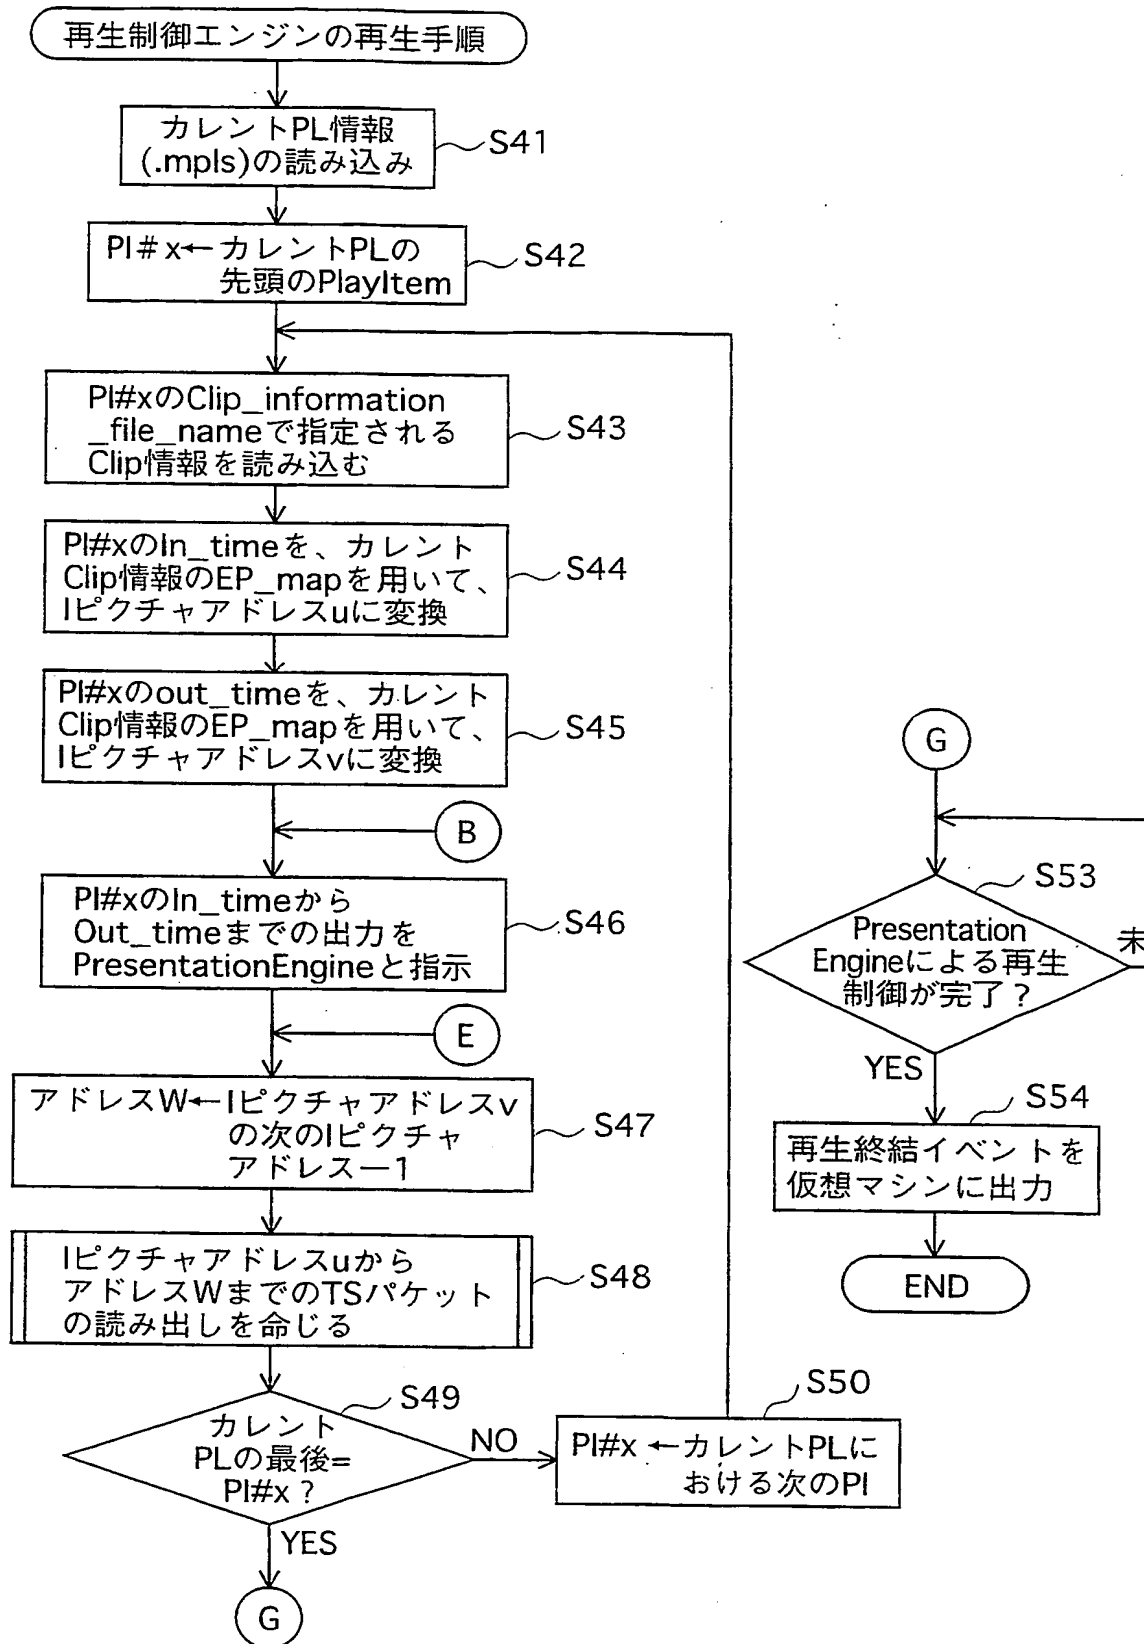 再生制御エンジンの再生手順
カレントPL情報
(.mpls)の読み込み
S41
PI#x←カレントPLの
先頭のPlayItem
S42
PI#xのClip_information
_file_nameで指定される
Clip情報を読み込む
S43
PI#xのIn_timeを、カレント
Clip情報のEP_mapを用いて、
Iピクチャアドレスuに変換
S44
PI#xのout_timeを、カレント
Clip情報のEP_mapを用いて、
Iピクチャアドレスvに変換
S45
B
PI#xのIn_timeから
Out_timeまでの出力を
PresentationEngineと指示
S46
E
アドレスW←Iピクチャアドレスv
の次のIピクチャ
アドレス−1
S47
Iピクチャアドレスuから
アドレスWまでのTSパケット
の読み出しを命じる
S48
カレント
PLの最後=
PI#x?
S49
NO
YES
PI#x←カレントPLに
おける次のPI
S50
G
G
Presentation
Engineによる再生
制御が完了?
S53
未
YES
再生終結イベントを
仮想マシンに出力
S54
END